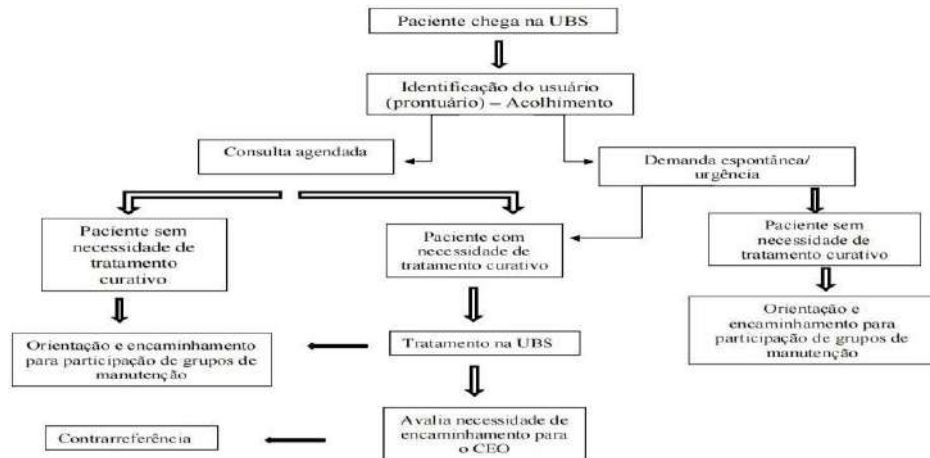 Paciente chega na UBS
Identificação do usuário
(prontuário) – Acolhimento
Consulta agendada
Demanda espontânea/
urgência
Paciente sem
necessidade de
tratamento
curativo
Paciente com
necessidade de
tratamento curativo
Paciente sem
necessidade de
tratamento curativo
Orientação e encaminhamento
para participação de grupos de
manutenção
Tratamento na UBS
Orientação e
encaminhamento para
participação de grupos de
manutenção
Contrarreferência
Avalia necessidade de
encaminhamento para
o CEO